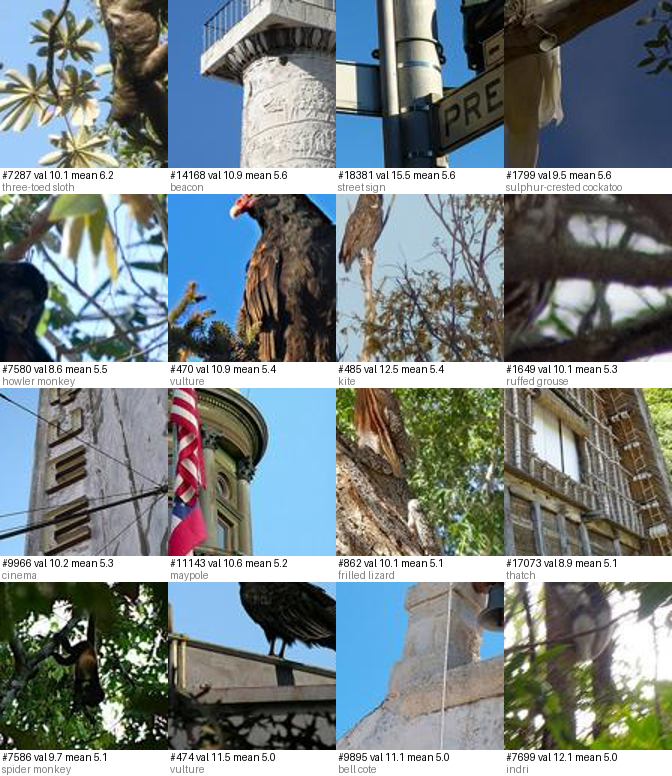 PRE
#7287 val 10.1 mean 6.2
three-toed sloth
#14168 val 10.9 mean 5.6
beacon
#18381 val 15.5 mean 5.6
street sign
#1799 val 9.5 mean 5.6
sulphur-crested cockatoo
#7580 val 8.6 mean 5.5
howler monkey
#470 val 10.9 mean 5.4
vulture
#485 val 12.5 mean 5.4
kite
#1649 val 10.1 mean 5.3
ruffed grouse
#9966 val 10.2 mean 5.3
cinema
#11143 val 10.6 mean 5.2
maypole
#862 val 10.1 mean 5.1
frilled lizard
#17073 val 8.9 mean 5.1
thatch
#7586 val 9.7 mean 5.1
spider monkey
#474 val 11.5 mean 5.0
vulture
#9895 val 11.1 mean 5.0
bell cote
#7699 val 12.1 mean 5.0
indri